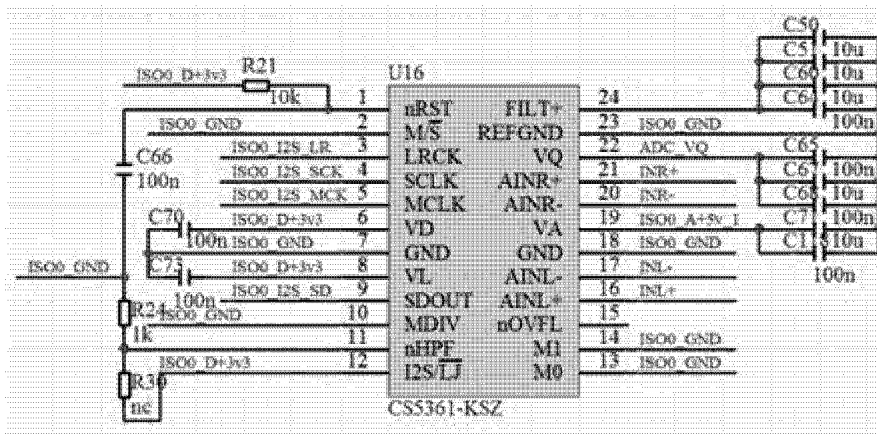 C50
C51 10u
C60 10u
C64 10u
100n
ISO0_D+3v3 R21 10k
U16
1 nRST FILT+ 24
ISO0_GND 2 M/S REFGND 23 ISO0_GND
ISO0_I2S_LR 3 LRCK VQ 22 ADC_VQ C65
C66 100n
ISO0_I2S_SCK 4 SCLK AINR+ 21 INR+ 100n
ISO0_I2S_MCK 5 MCLK AINR- 20 INR- C68 10u
C70 100n ISO0_D+3v3 6 VD VA 19 ISO0_A+5v_1 100n
ISO0_GND 7 GND GND 18 ISO0_GND 10u
ISO0_GND C73 100n ISO0_D+3v3 8 VL AINL- 17 INL- 100n
ISO0_I2S_SD 9 SDOUT AINL+ 16 INL+
R24 1k ISO0_GND 10 MDIV nOVFL 15
11 nHPF M1 14 ISO0_GND
ISO0_D+3v3 12 I2S/LJ M0 13 ISO0_GND
R30 nc
CS5361-KSZ